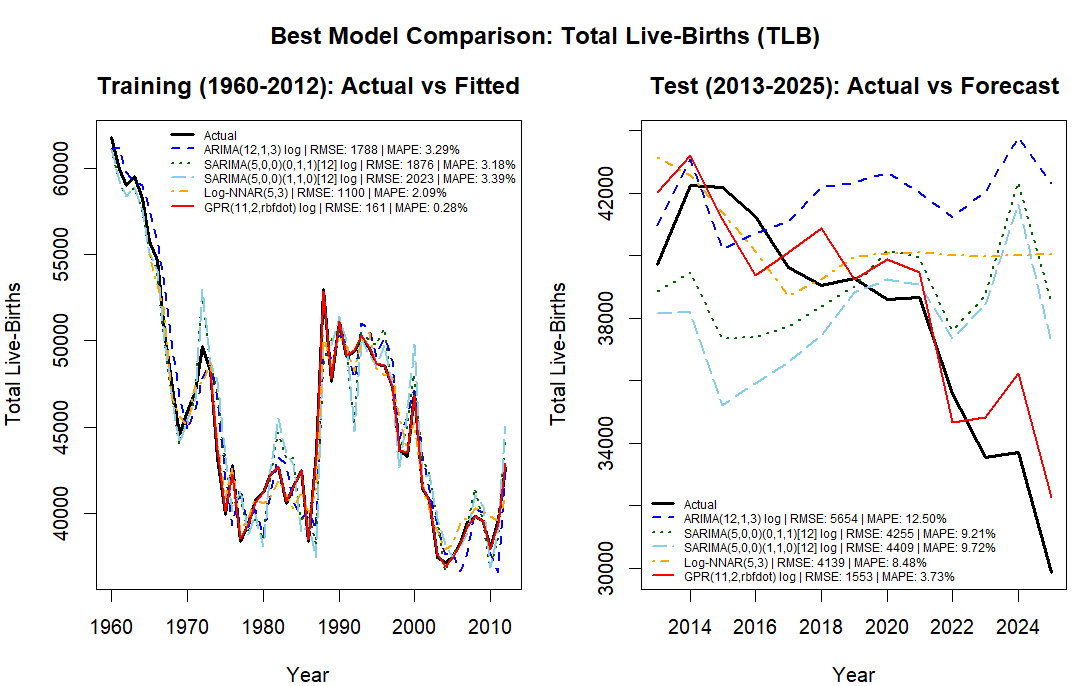 Best Model Comparison: Total Live-Births (TLB)
Training (1960-2012): Actual vs Fitted
Total Live-Births
60000
55000
50000
45000
40000
Actual
ARIMA(12,1,3) log | RMSE: 1788 | MAPE: 3.29%
SARIMA(5,0,0)(0,1,1)[12] log | RMSE: 1876 | MAPE: 3.18%
SARIMA(5,0,0)(1,1,0)[12] log | RMSE: 2023 | MAPE: 3.39%
Log-NNAR(5,3) | RMSE: 1100 | MAPE: 2.09%
GPR(11,2,rbfdot) log | RMSE: 161 | MAPE: 0.28%
1960 1970 1980 1990 2000 2010
Year
Test (2013-2025): Actual vs Forecast
Total Live-Births
42000
38000
34000
30000
Actual
ARIMA(12,1,3) log | RMSE: 5654 | MAPE: 12.50%
SARIMA(5,0,0)(0,1,1)[12] log | RMSE: 4255 | MAPE: 9.21%
SARIMA(5,0,0)(1,1,0)[12] log | RMSE: 4409 | MAPE: 9.72%
Log-NNAR(5,3) | RMSE: 4139 | MAPE: 8.48%
GPR(11,2,rbfdot) log | RMSE: 1553 | MAPE: 3.73%
2014 2016 2018 2020 2022 2024
Year